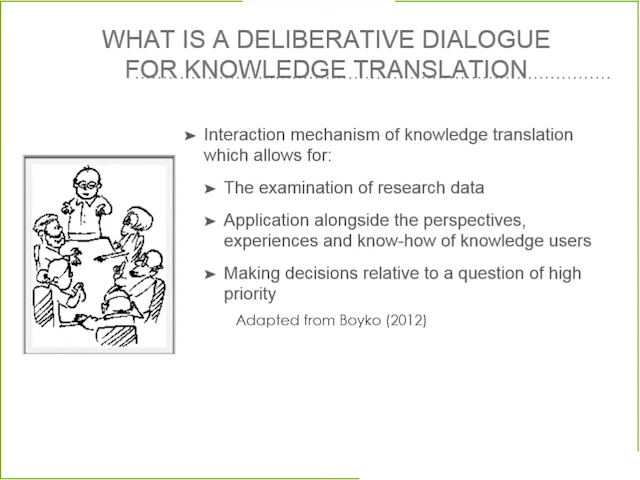 WHAT IS A DELIBERATIVE DIALOGUE
FOR KNOWLEDGE TRANSLATION
➤ Interaction mechanism of knowledge translation
which allows for:
➤ The examination of research data
➤ Application alongside the perspectives,
experiences and know-how of knowledge users
➤ Making decisions relative to a question of high
priority
Adapted from Boyko (2012)